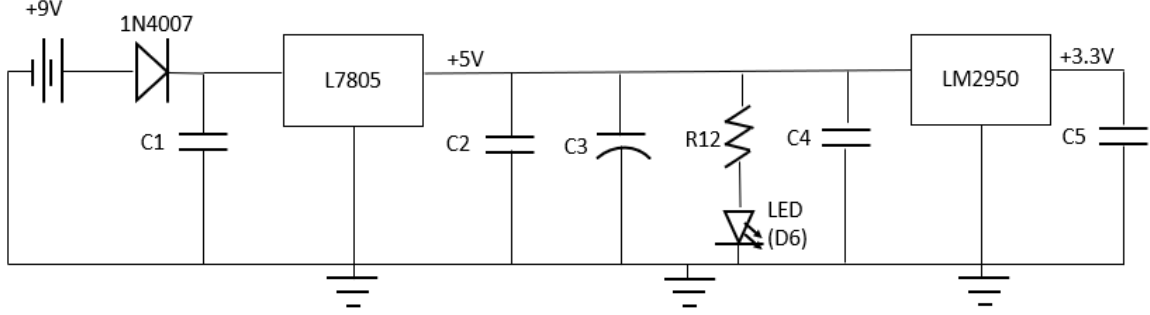 +9V
1N4007
L7805
+5V
LM2950
+3.3V
C1
C2
C3
R12
C4
C5
LED
(D6)